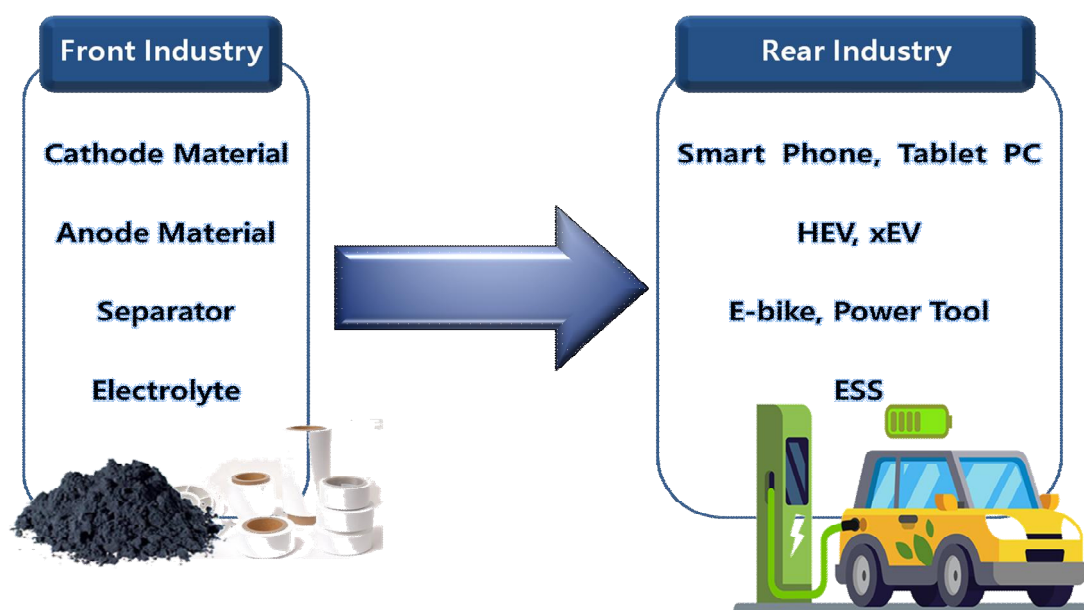 Front Industry
Cathode Material
Anode Material
Separator
Electrolyte
Rear Industry
Smart Phone, Tablet PC
HEV, xEV
E-bike, Power Tool
ESS